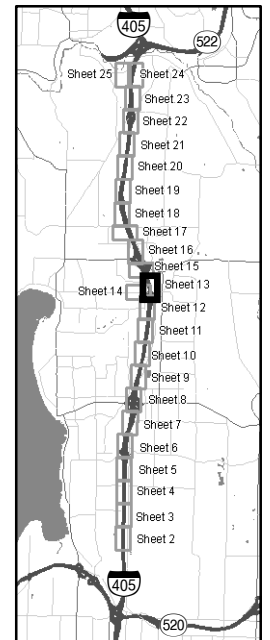 405
522
Sheet 25 Sheet 24
Sheet 23
Sheet 22
Sheet 21
Sheet 20
Sheet 19
Sheet 18
Sheet 17
Sheet 16
Sheet 15
Sheet 14 Sheet 13
Sheet 12
Sheet 11
Sheet 10
Sheet 9
Sheet 8
Sheet 7
Sheet 6
Sheet 5
Sheet 4
Sheet 3
Sheet 2
405
520